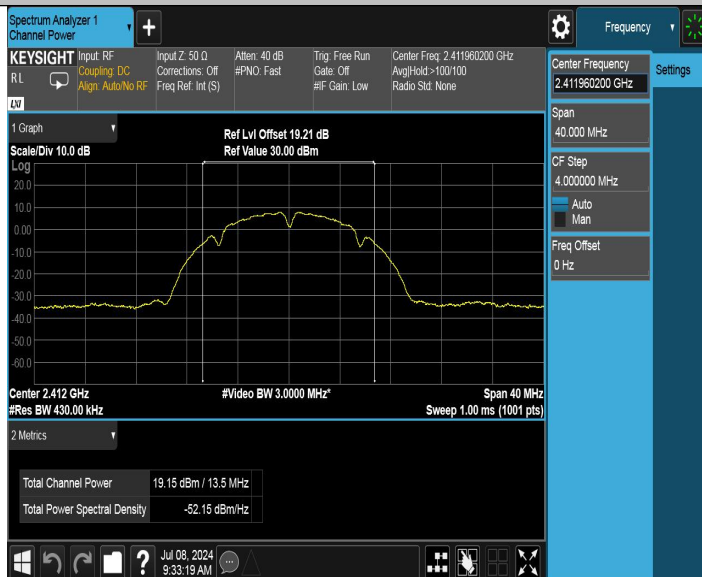 Spectrum Analyzer 1
Channel Power
Frequency
KEYSIGHT
RL
LXI
Input: RF
Coupling: DC
Align: Auto/No RF
Input Z: 50 Ω
Corrections: Off
Freq Ref: Int (S)
Atten: 40 dB
#PNO: Fast
Trig: Free Run
Gate: Off
#IF Gain: Low
Center Freq: 2.411960200 GHz
Avg|Hold:>100/100
Radio Std: None
Center Frequency
2.411960200 GHz
Settings
Span
40.000 MHz
CF Step
4.000000 MHz
Auto
Man
Freq Offset
0 Hz
1 Graph
Scale/Div 10.0 dB
Ref Lvl Offset 19.21 dB
Ref Value 30.00 dBm
Log
20.0
10.0
0.00
-10.0
-20.0
-30.0
-40.0
-50.0
-60.0
Center 2.412 GHz
#Video BW 3.0000 MHz*
Span 40 MHz
#Res BW 430.00 kHz
Sweep 1.00 ms (1001 pts)
2 Metrics
Total Channel Power 19.15 dBm / 13.5 MHz
Total Power Spectral Density -52.15 dBm/Hz
?
Jul 08, 2024
9:33:19 AM